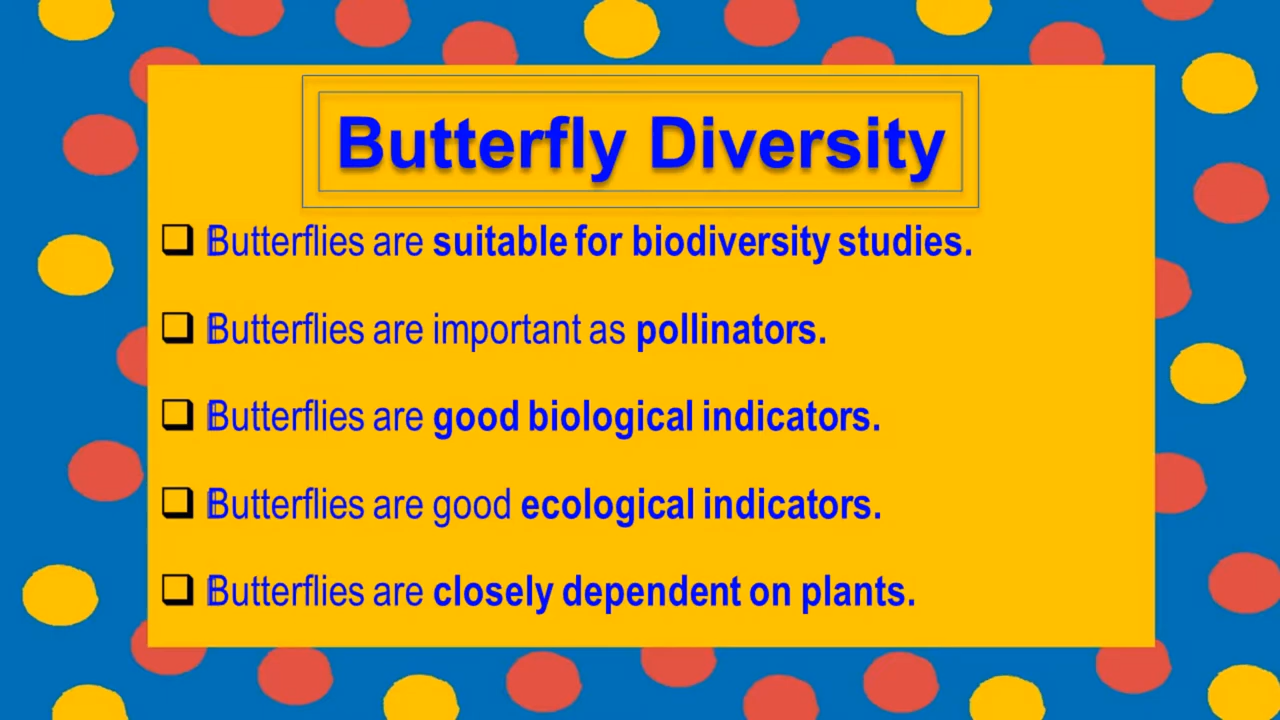 Butterfly Diversity
Butterflies are suitable for biodiversity studies.
Butterflies are important as pollinators.
Butterflies are good biological indicators.
Butterflies are good ecological indicators.
Butterflies are closely dependent on plants.